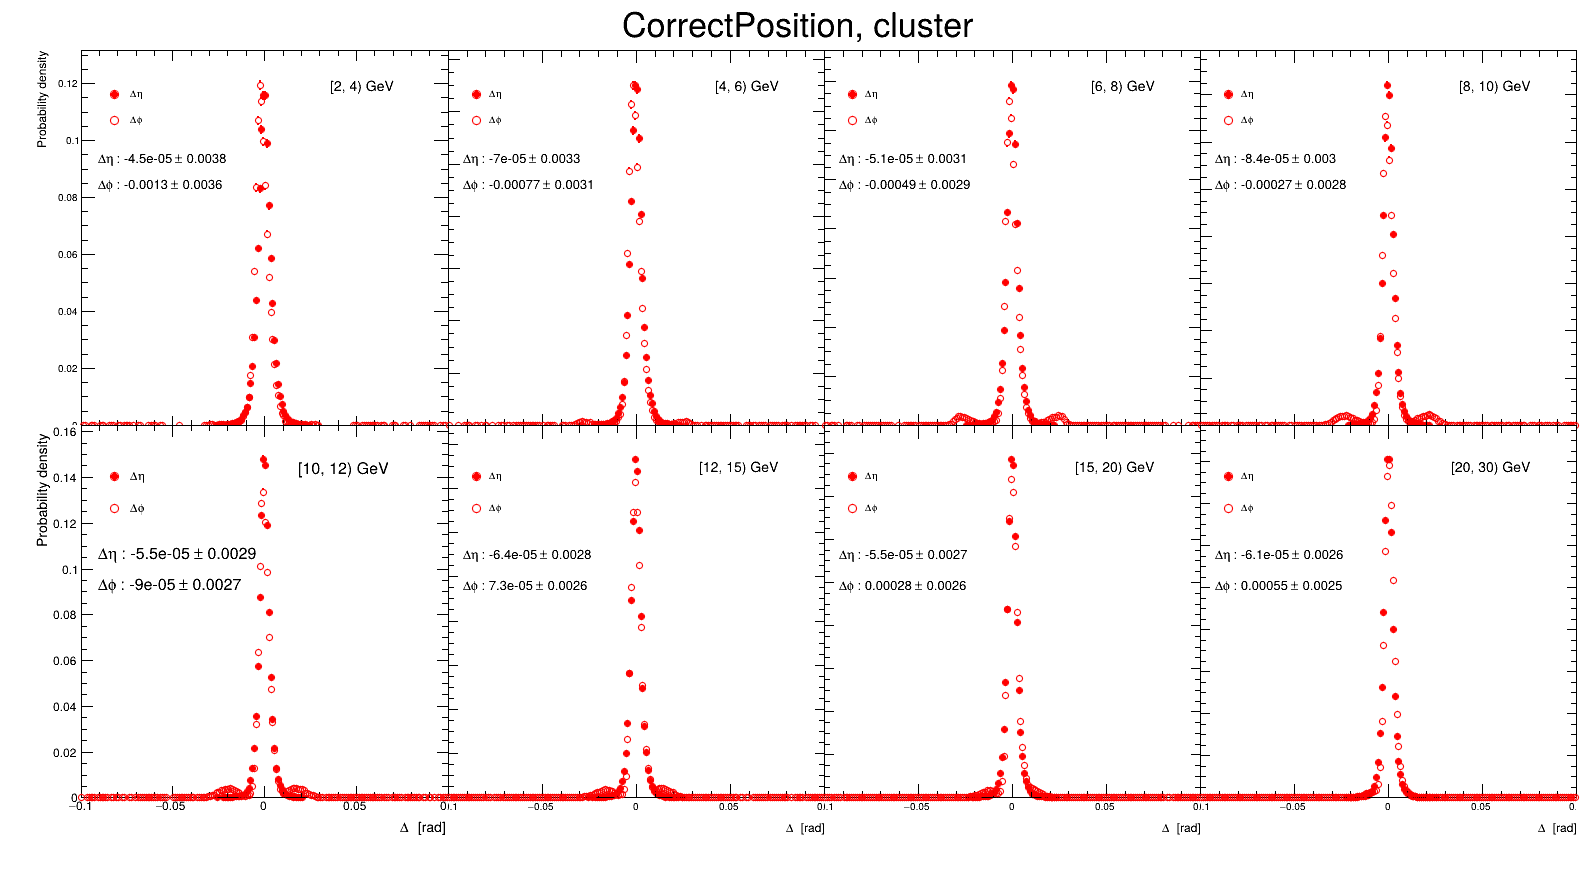 CorrectPosition, cluster
Probability density
0.12
0.1
0.08
0.06
0.04
0.02
[2, 4) GeV
Δη
Δϕ
Δη : -4.5e-05 ± 0.0038
Δϕ : -0.0013 ± 0.0036
[4, 6) GeV
Δη
Δϕ
Δη : -7e-05 ± 0.0033
Δϕ : -0.00077 ± 0.0031
[6, 8) GeV
Δη
Δϕ
Δη : -5.1e-05 ± 0.0031
Δϕ : -0.00049 ± 0.0029
[8, 10) GeV
Δη
Δϕ
Δη : -8.4e-05 ± 0.003
Δϕ : -0.00027 ± 0.0028
Probability density
0.16
0.14
0.12
0.1
0.08
0.06
0.04
0.02
0
[10, 12) GeV
Δη
Δϕ
Δη : -5.5e-05 ± 0.0029
Δϕ : -9e-05 ± 0.0027
−0.1 −0.05 0 0.05
Δ [rad]
[12, 15) GeV
Δη
Δϕ
Δη : -6.4e-05 ± 0.0028
Δϕ : 7.3e-05 ± 0.0026
−0.05 0 0.05
Δ [rad]
[15, 20) GeV
Δη
Δϕ
Δη : -5.5e-05 ± 0.0027
Δϕ : 0.00028 ± 0.0026
−0.05 0 0.05
Δ [rad]
[20, 30) GeV
Δη
Δϕ
Δη : -6.1e-05 ± 0.0026
Δϕ : 0.00055 ± 0.0025
−0.05 0 0.05
Δ [rad]